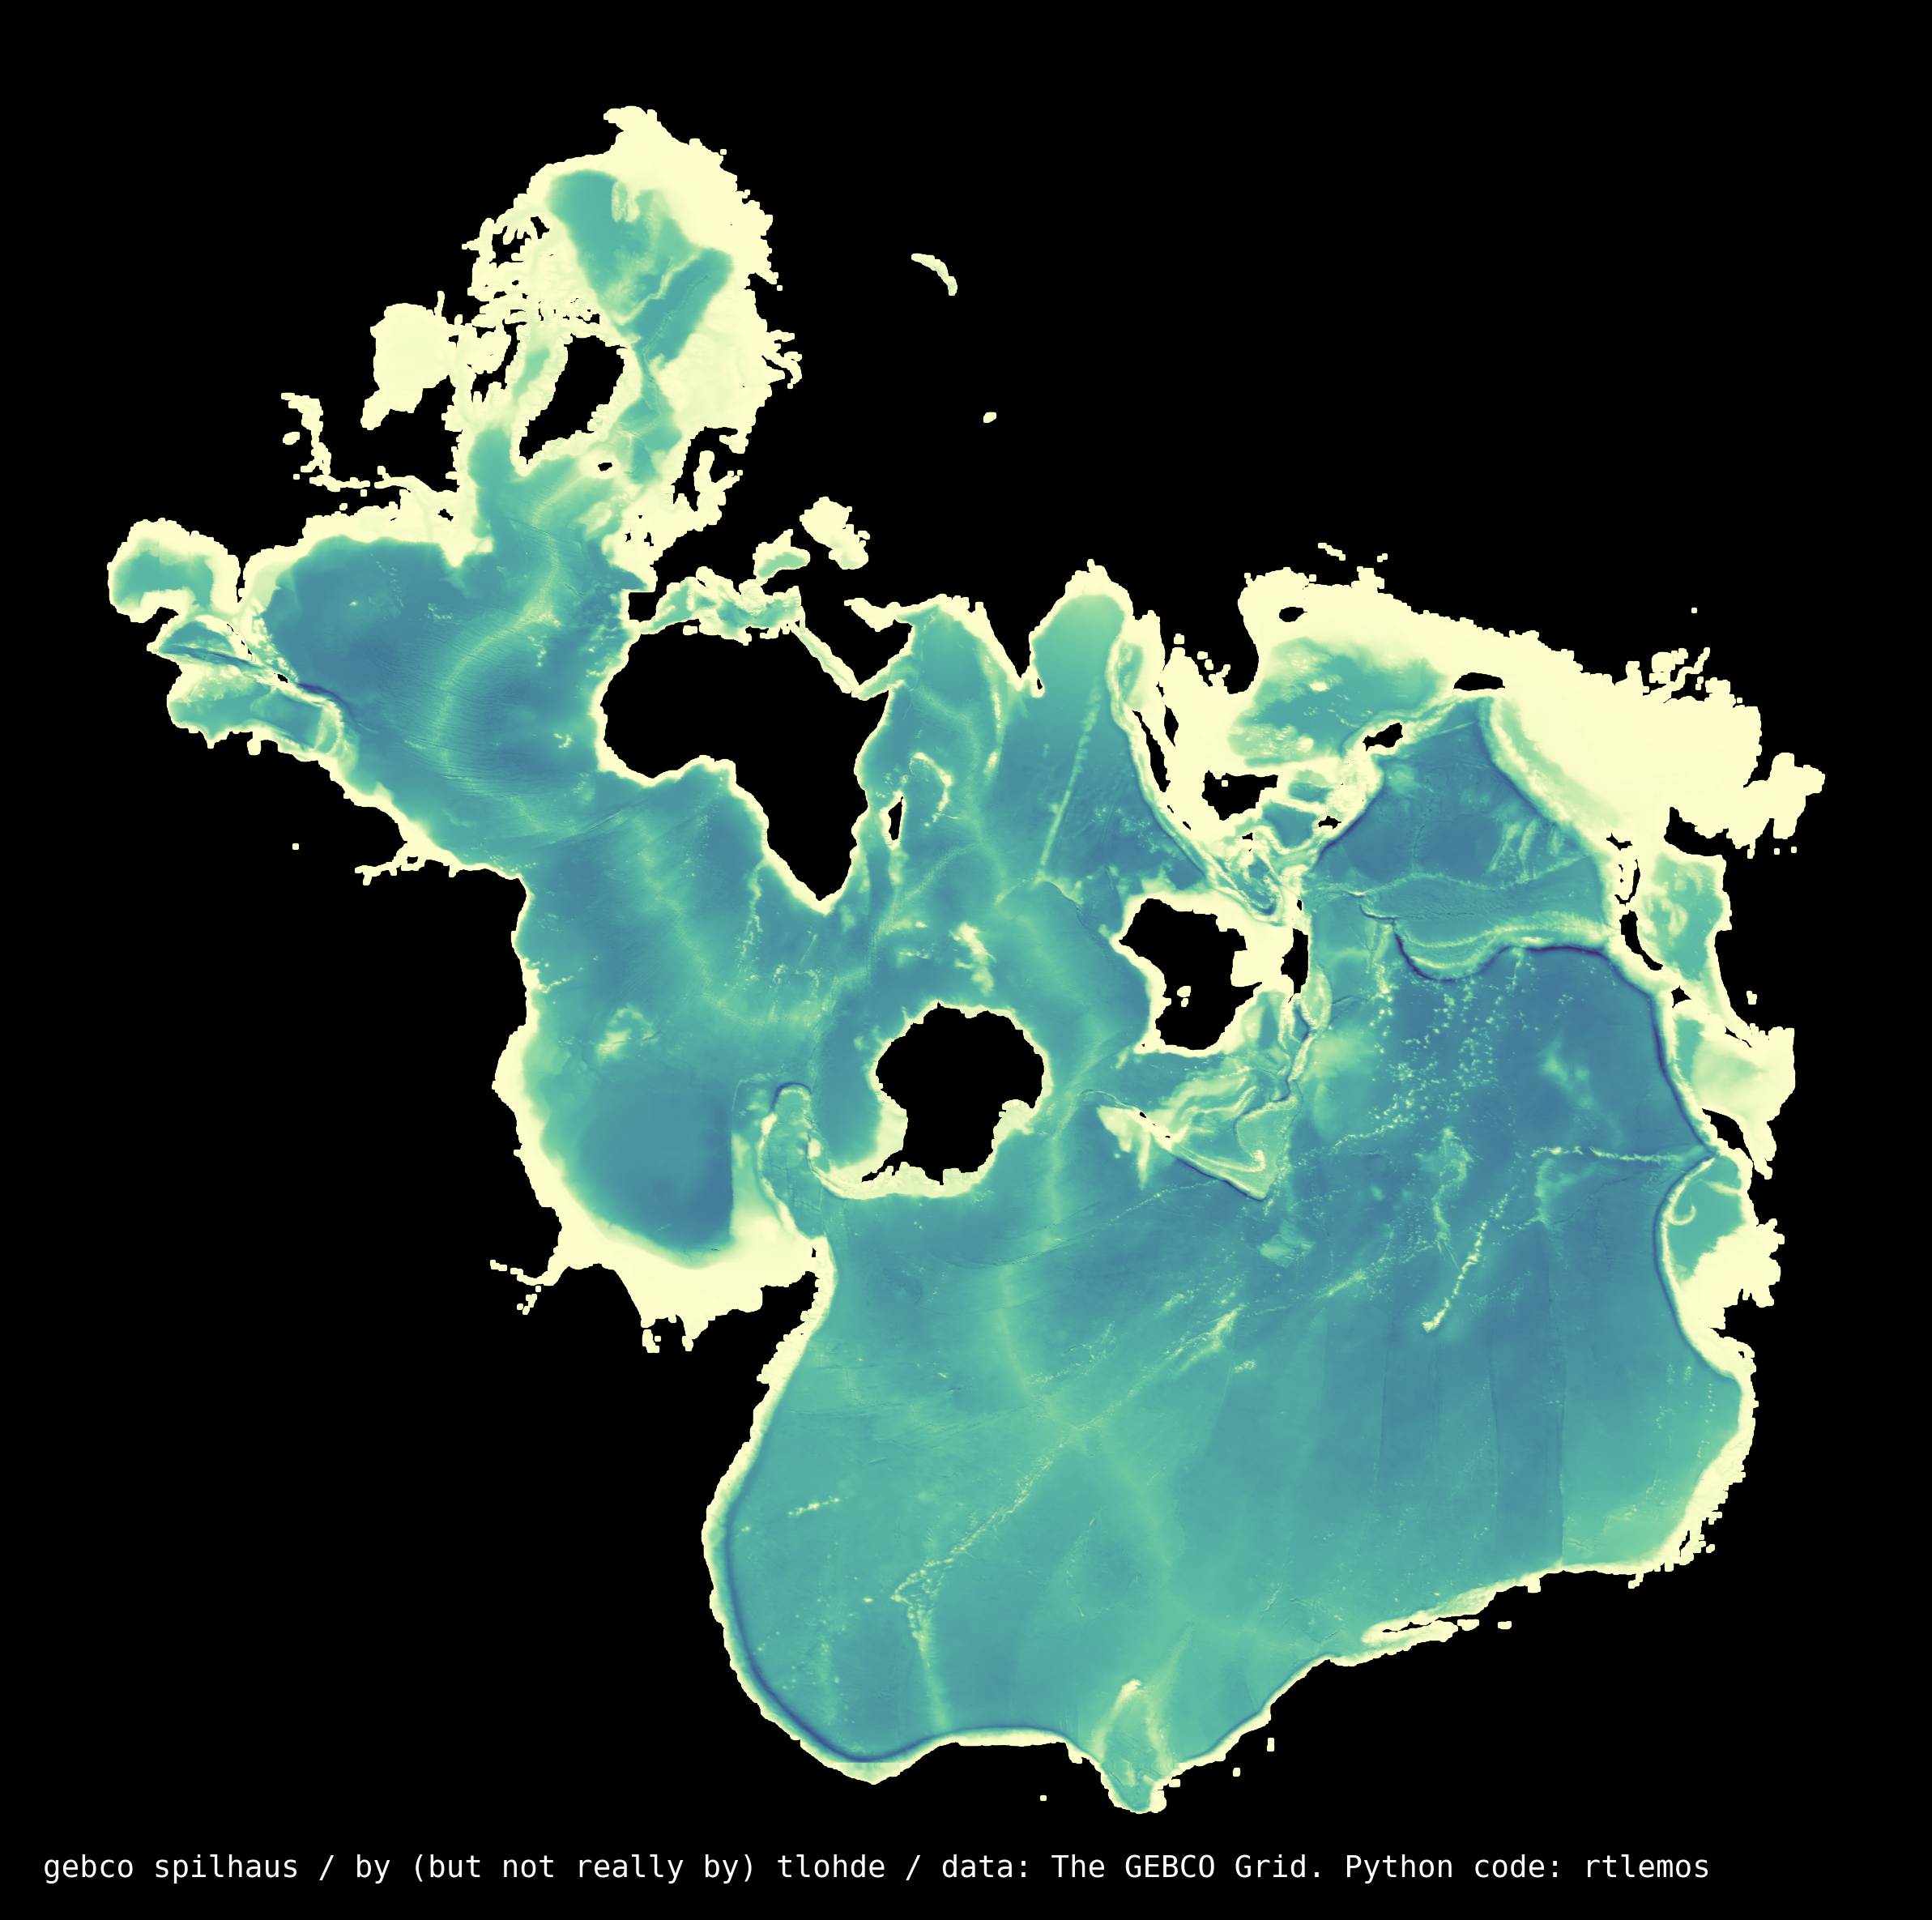 gebco spilhaus / by (but not really by) tlohde / data: The GEBCO Grid. Python code: rtlemos